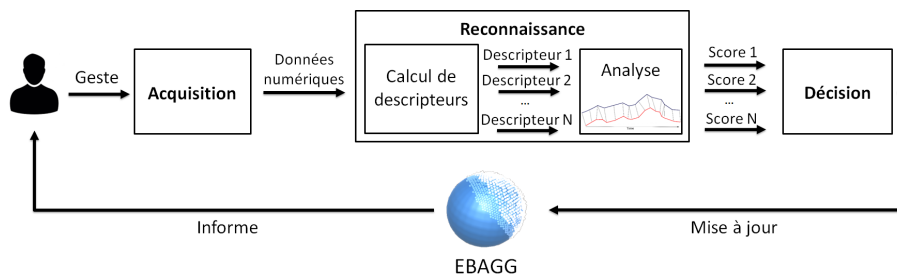 Reconnaissance
Geste
Acquisition
Données
numériques
Calcul de
descripteurs
Descripteur 1
Descripteur 2
...
Descripteur N
Analyse
Time
Score 1
Score 2
...
Score N
Décision
Informe
EBAGG
Mise à jour